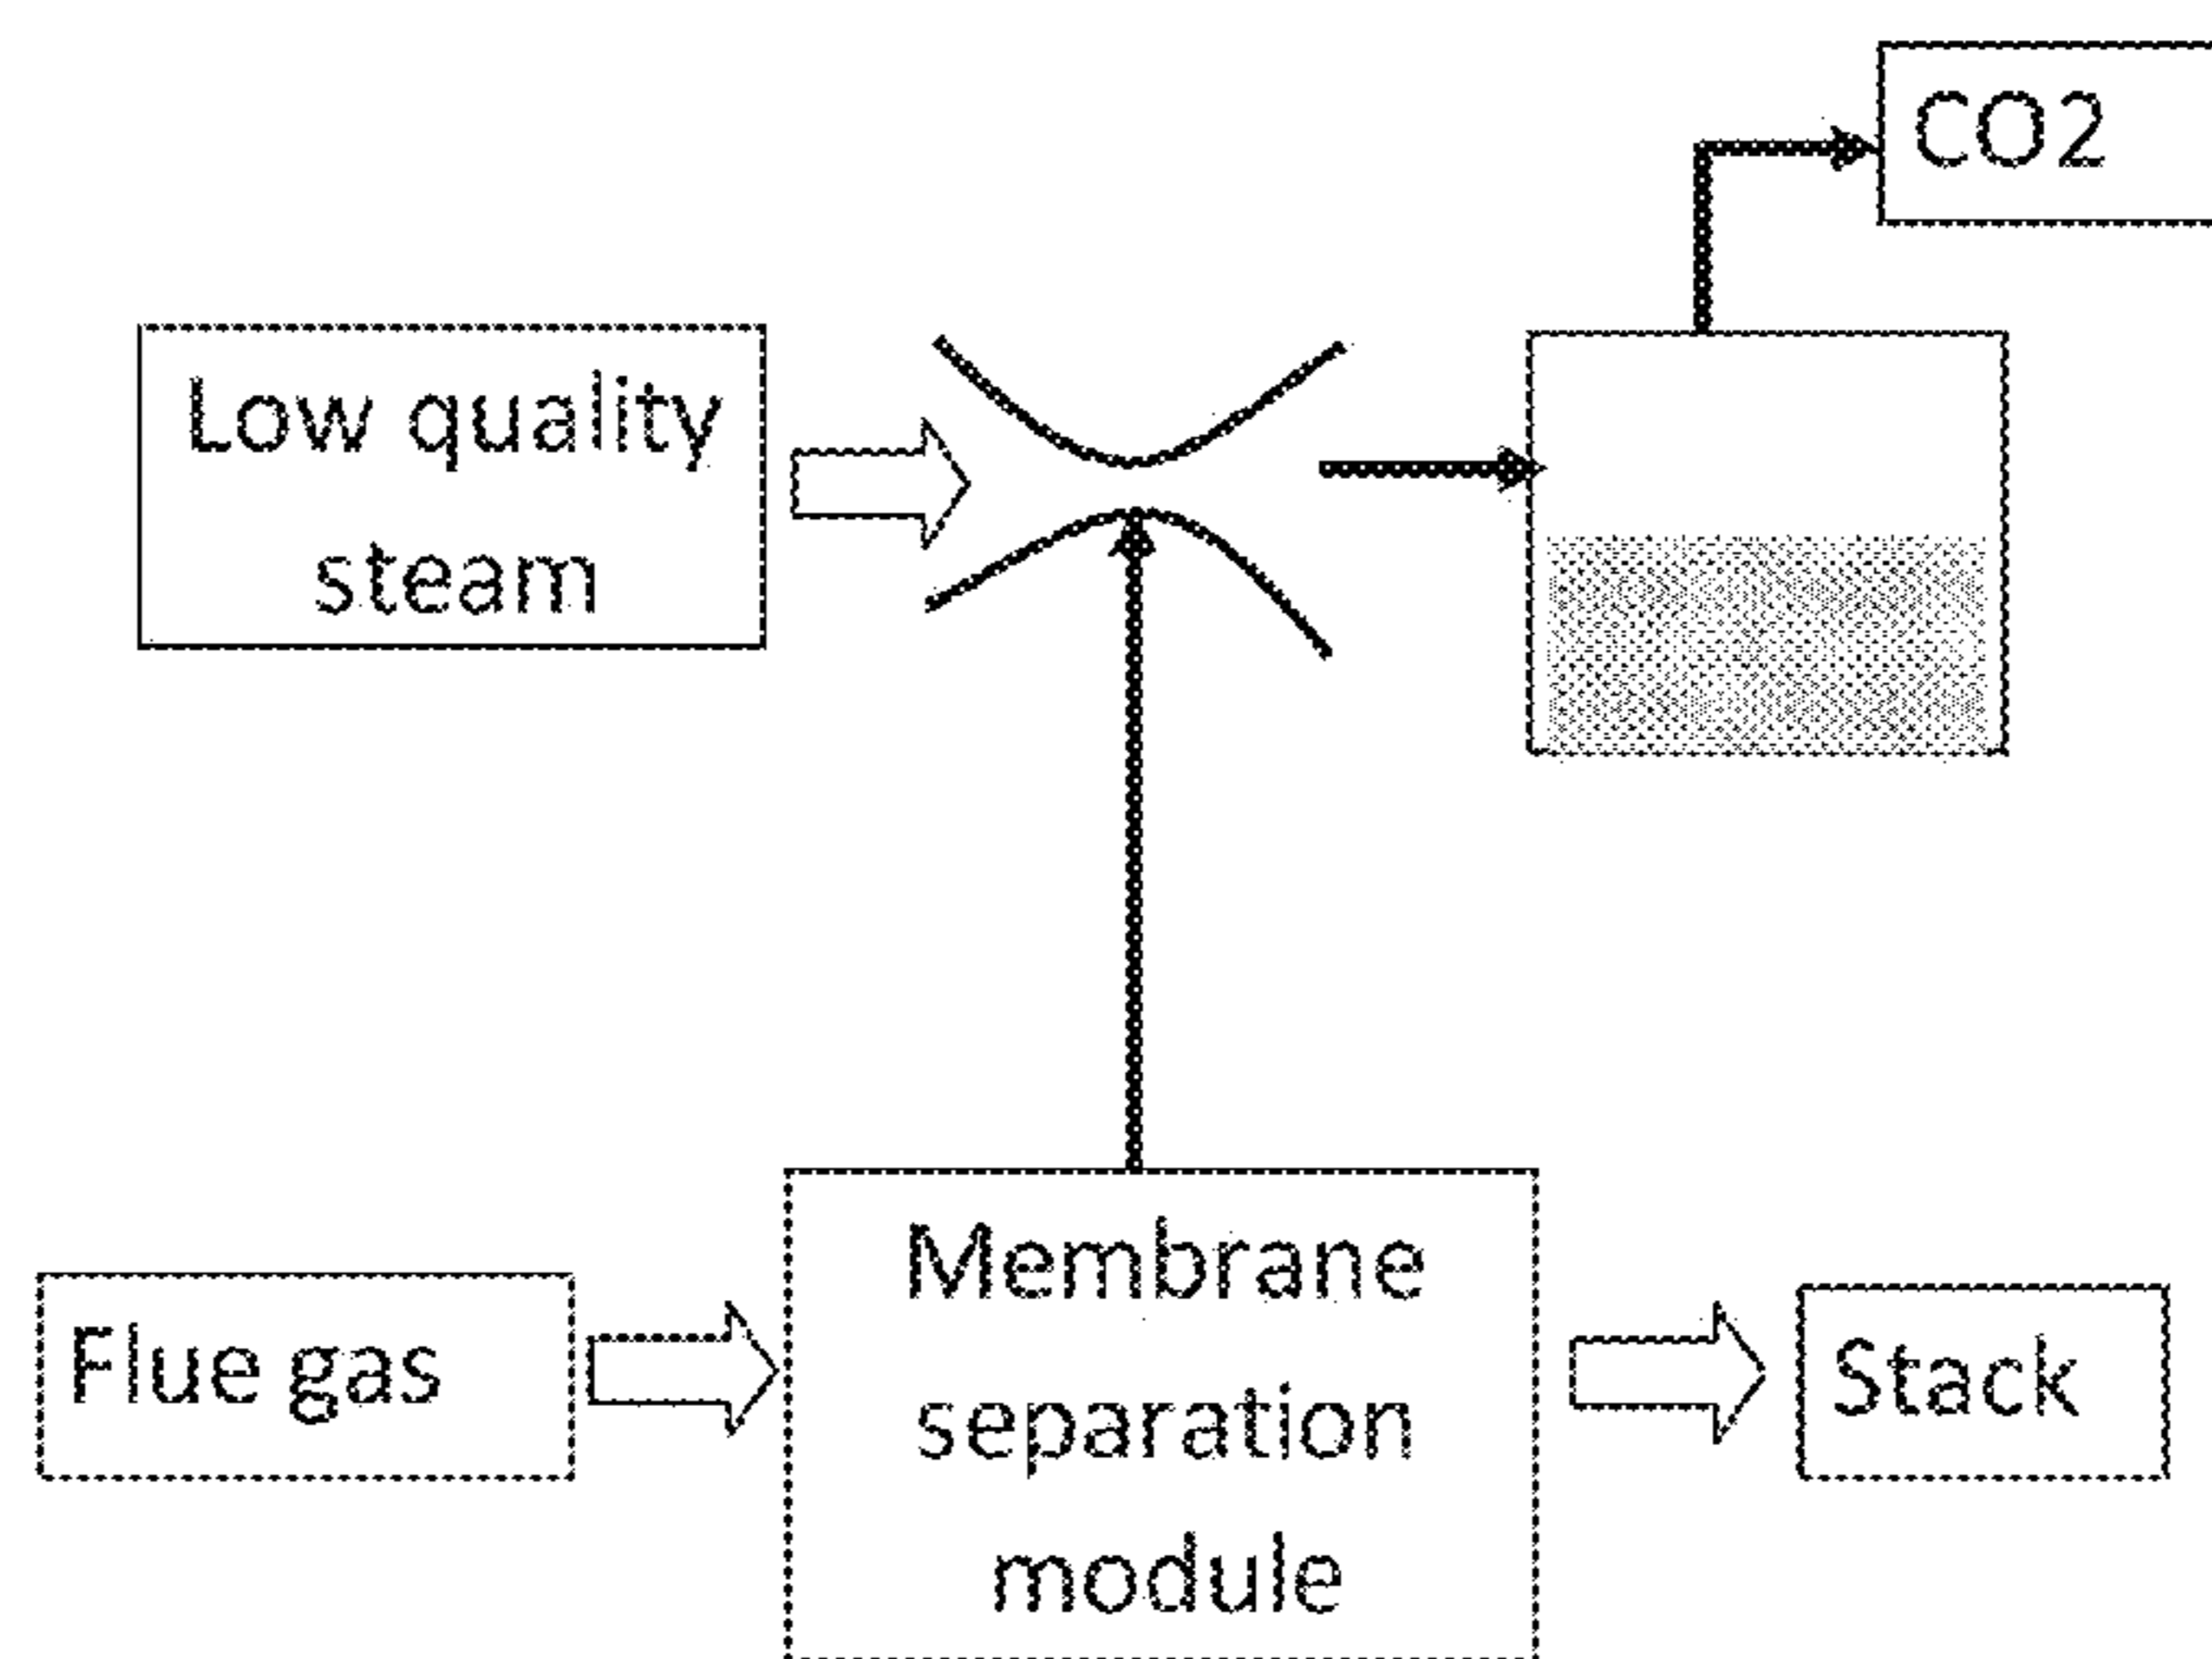 CO2
Low quality
steam
Membrane
separation
module
Flue gas
Stack